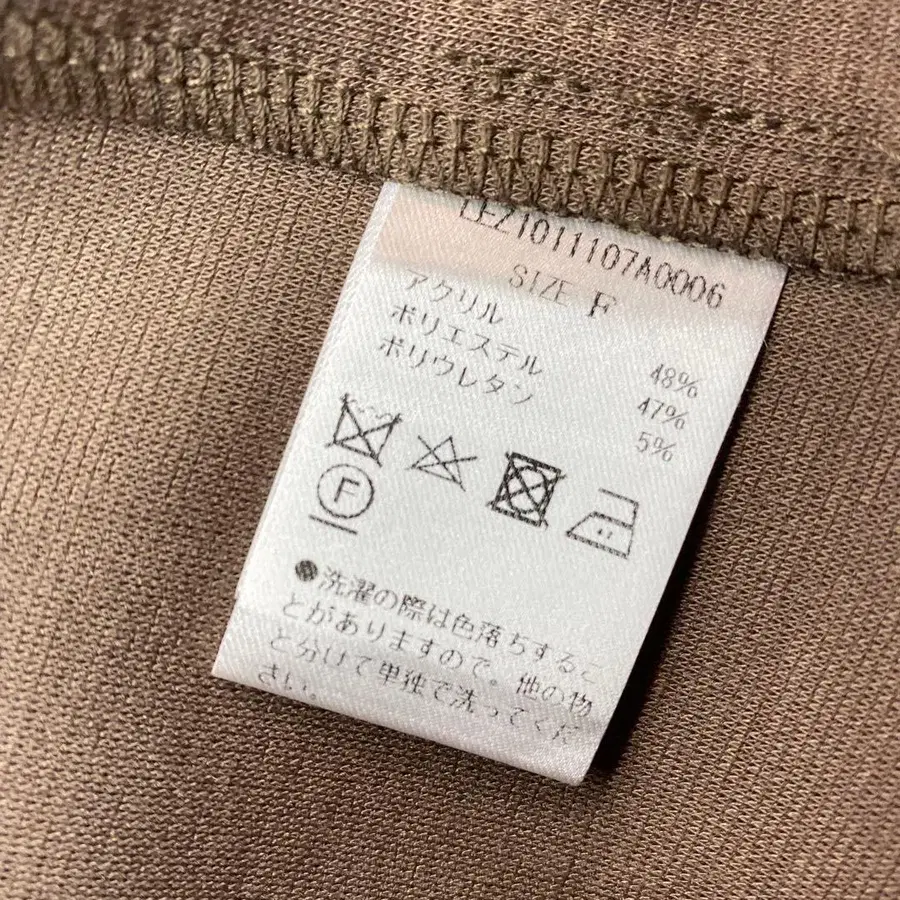 LEZ1011107A0006
SIZE F
アクリル 48%
ポリエステル 47%
ポリウレタン 5%
F
●洗濯の際は色落ちするこ
とがありますので。他の物
と分けて単独で洗ってくだ
さい。